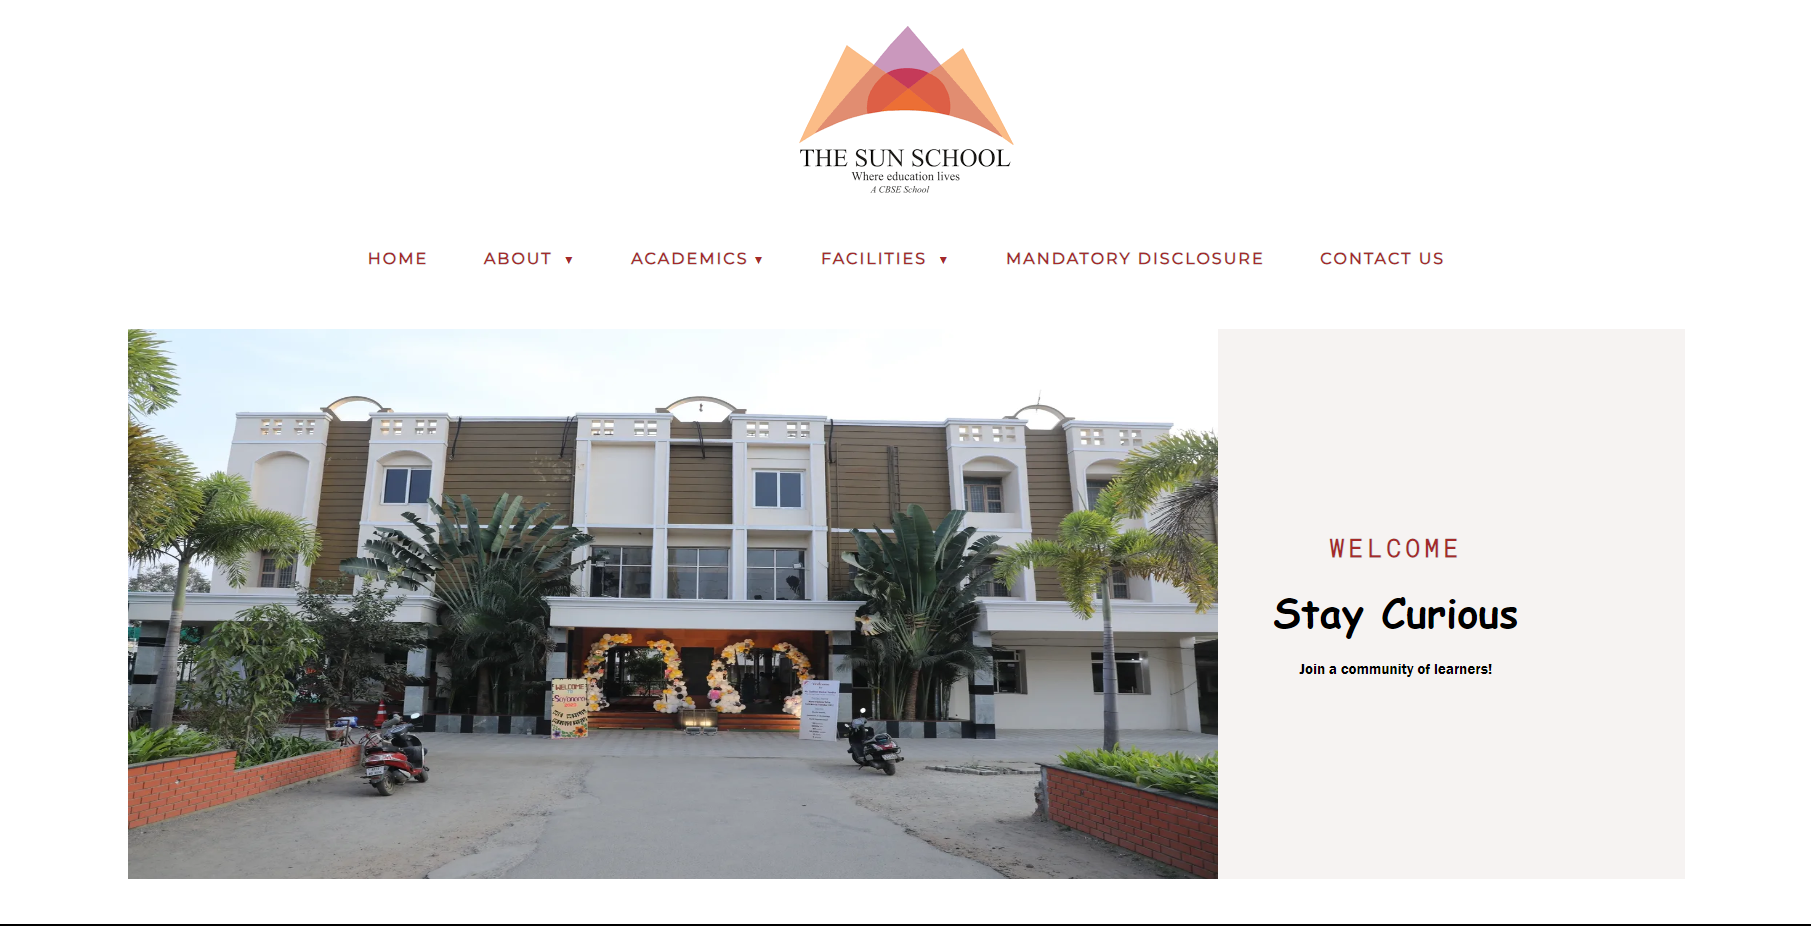 THE SUN SCHOOL
Where education lives
A CBSE School
HOME
ABOUT ▼
ACADEMICS ▼
FACILITIES ▼
MANDATORY DISCLOSURE
CONTACT US
WELCOME
Stay Curious
Join a community of learners!
WELCOME